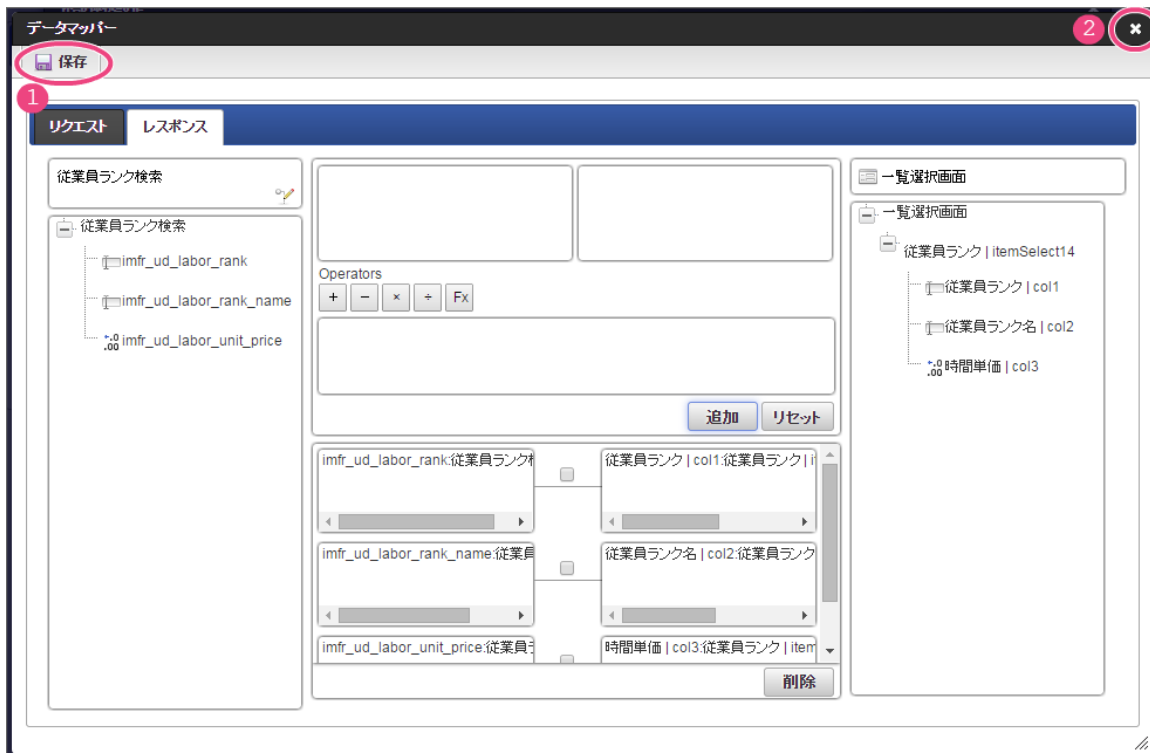 データマッパー
2
保存
1
リクエスト
レスポンス
従業員ランク検索
従業員ランク検索
imfr_ud_labor_rank
imfr_ud_labor_rank_name
imfr_ud_labor_unit_price
Operators
+ − × ÷ Fx
追加
リセット
imfr_ud_labor_rank:従業員ランク
従業員ランク | col1:従業員ランク | i
imfr_ud_labor_rank_name:従業員
従業員ランク名 | col2:従業員ランク
imfr_ud_labor_unit_price:従業員
時間単価 | col3:従業員ランク | item
削除
一覧選択画面
一覧選択画面
従業員ランク | itemSelect14
従業員ランク | col1
従業員ランク名 | col2
時間単価 | col3